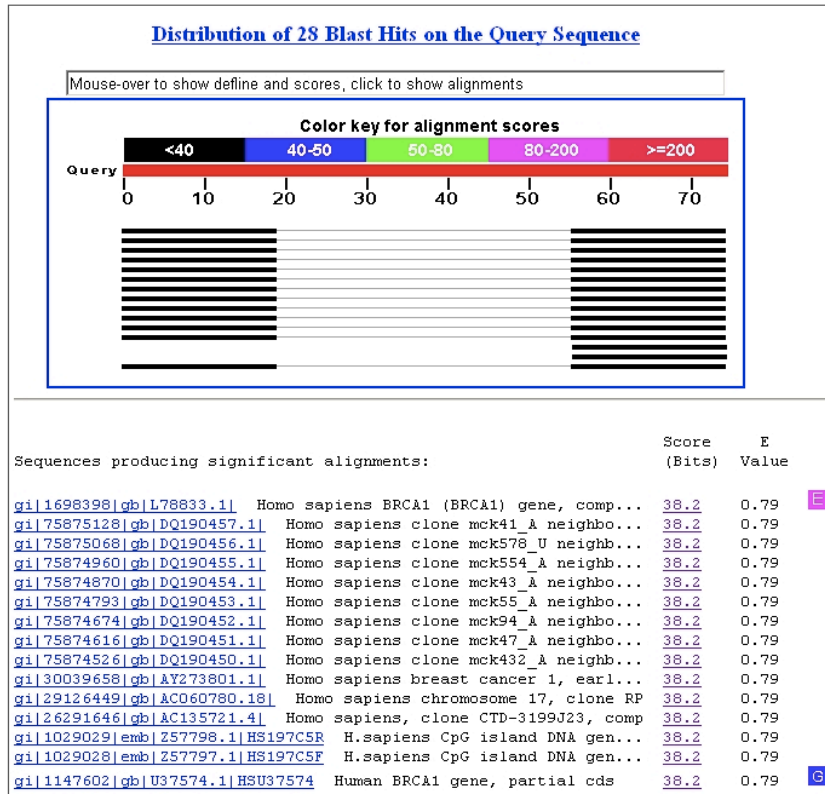 Distribution of 28 Blast Hits on the Query Sequence
Mouse-over to show defline and scores, click to show alignments
Color key for alignment scores
<40 40-50 50-80 80-200 >=200
Query
0 10 20 30 40 50 60 70
Score E
Sequences producing significant alignments: (Bits) Value
gi|1698398|gb|L78833.1| Homo sapiens BRCA1 (BRCA1) gene, comp... 38.2 0.79 E
gi|75875128|gb|DQ190457.1| Homo sapiens clone mck41_A neighbo... 38.2 0.79
gi|75875068|gb|DQ190456.1| Homo sapiens clone mck578_U neighb... 38.2 0.79
gi|75874960|gb|DQ190455.1| Homo sapiens clone mck554_A neighb... 38.2 0.79
gi|75874870|gb|DQ190454.1| Homo sapiens clone mck43_A neighbo... 38.2 0.79
gi|75874793|gb|DQ190453.1| Homo sapiens clone mck55_A neighbo... 38.2 0.79
gi|75874674|gb|DQ190452.1| Homo sapiens clone mck94_A neighbo... 38.2 0.79
gi|75874616|gb|DQ190451.1| Homo sapiens clone mck47_A neighbo... 38.2 0.79
gi|75874526|gb|DQ190450.1| Homo sapiens clone mck432_A neighb... 38.2 0.79
gi|30039658|gb|AY273801.1| Homo sapiens breast cancer 1, earl... 38.2 0.79
gi|29126449|gb|AC060780.18| Homo sapiens chromosome 17, clone RP 38.2 0.79
gi|26291646|gb|AC135721.4| Homo sapiens, clone CTD-3199J23, comp 38.2 0.79
gi|1029029|emb|Z57798.1|HS197C5R H.sapiens CpG island DNA gen... 38.2 0.79
gi|1029028|emb|Z57797.1|HS197C5F H.sapiens CpG island DNA gen... 38.2 0.79
gi|1147602|gb|U37574.1|HSU37574 Human BRCA1 gene, partial cds 38.2 0.79 G